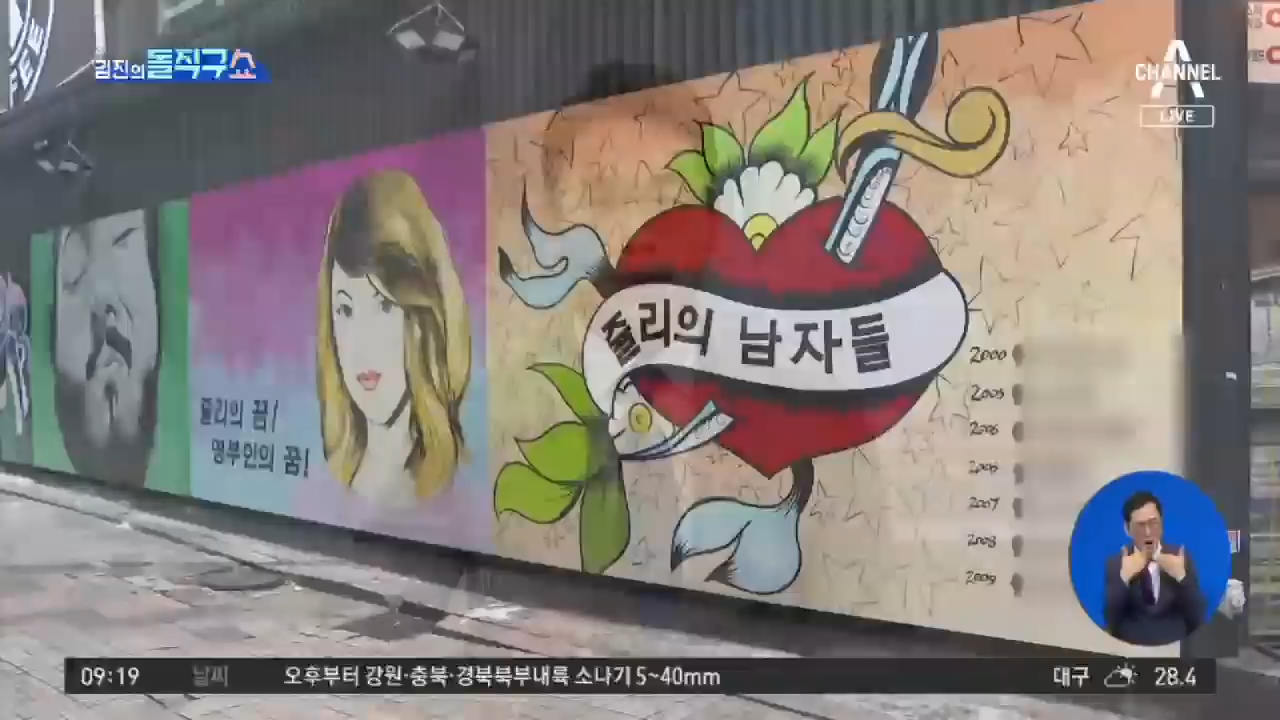 김진의 돌직구쇼
CHANNEL A
LIVE
줄리의 남자들
2000
2005
2006
2006
2007
2008
2009
줄리의 꿈!
영부인의 꿈!
09:19 날씨 오후부터 강원·충북·경북북부내륙 소나기 5~40mm 대구 28.4